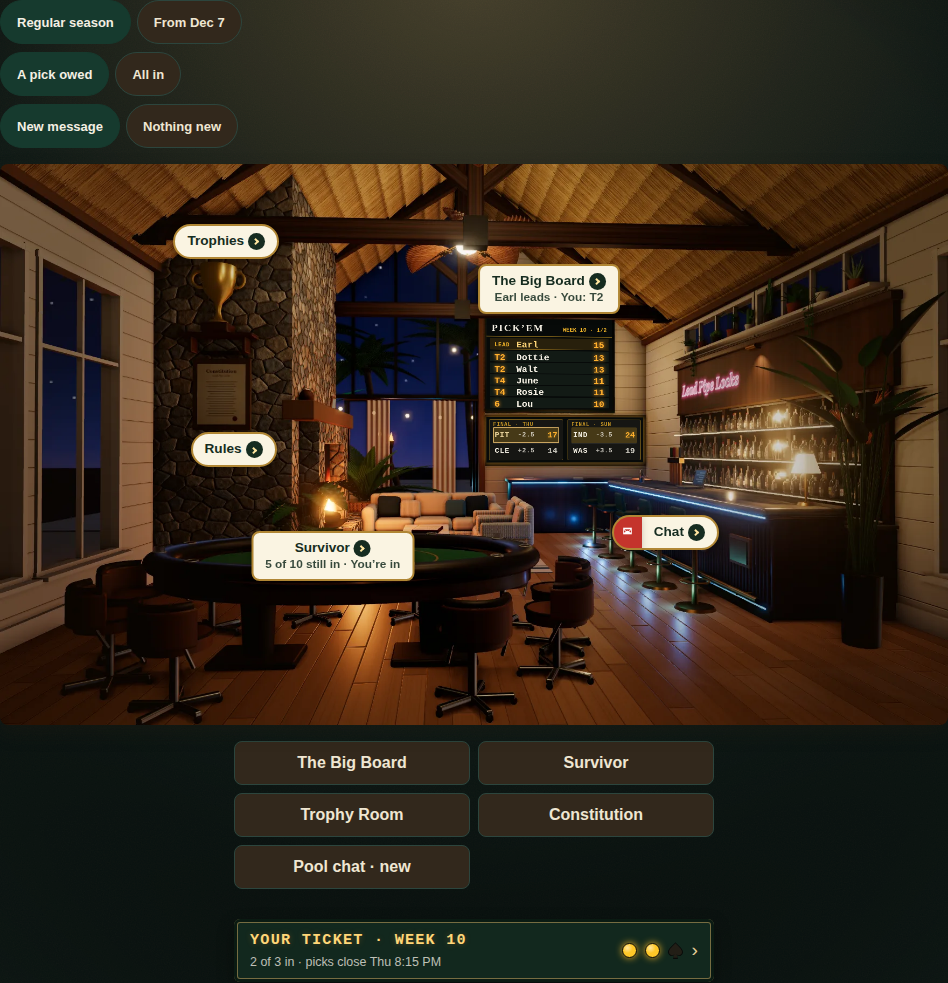 Regular season
From Dec 7
A pick owed
All in
New message
Nothing new
Trophies
The Big Board
Earl leads · You: T2
PICK'EM WEEK 10 · 1/2
LEAD Earl 15
T2 Dottie 13
T2 Walt 13
T4 June 11
T4 Rosie 11
6 Lou 10
FINAL · THU
PIT -2.5 17
CLE +2.5 14
FINAL · SUN
IND -3.5 24
WAS +3.5 19
Lead Pipe Locks
Constitution
Rules
Survivor
5 of 10 still in · You're in
Chat
The Big Board
Survivor
Trophy Room
Constitution
Pool chat · new
YOUR TICKET · WEEK 10
2 of 3 in · picks close Thu 8:15 PM